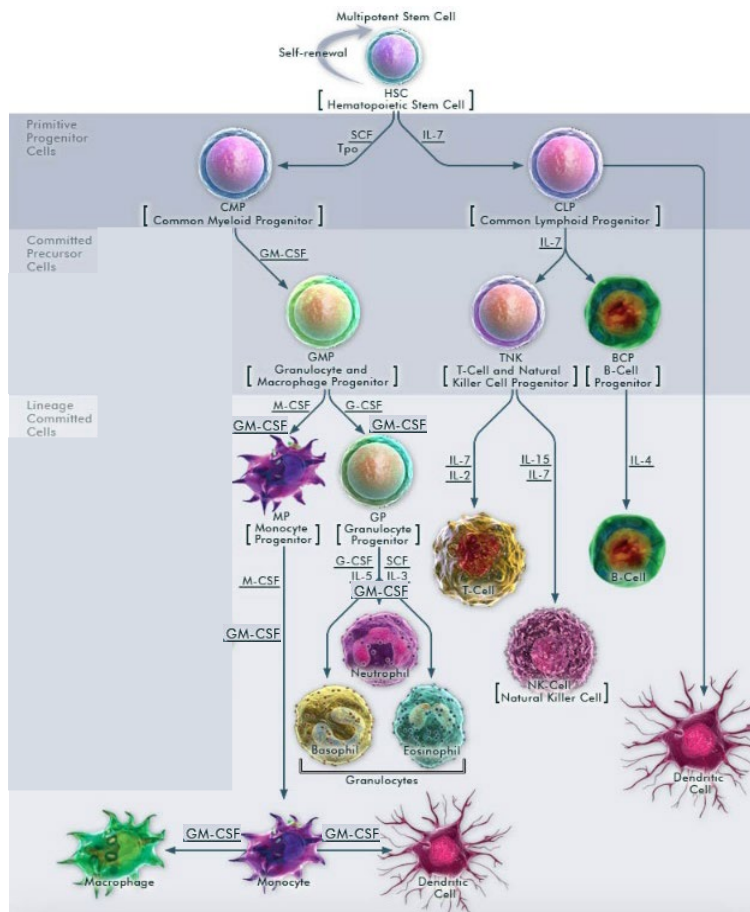 Multipotent Stem Cell
Self-renewal
HSC
[ Hematopoietic Stem Cell ]
Primitive
Progenitor
Cells
SCF
Tpo
IL-7
CMP
[ Common Myeloid Progenitor ]
CLP
[ Common Lymphoid Progenitor ]
Committed
Precursor
Cells
GM-CSF
IL-7
GMP
[ Granulocyte and
Macrophage Progenitor ]
TNK
[ T-Cell and Natural
Killer Cell Progenitor ]
BCP
[ B-Cell
Progenitor ]
Lineage
Committed
Cells
M-CSF
GM-CSF
G-CSF
GM-CSF
IL-7
IL-2
IL-15
IL-7
IL-4
MP
[ Monocyte
Progenitor ]
GP
[ Granulocyte
Progenitor ]
G-CSF
IL-5
SCF
IL-3
GM-CSF
T-Cell
B-Cell
M-CSF
GM-CSF
Neutrophil
NK-Cell
[ Natural Killer Cell ]
Basophil
Eosinophil
Granulocytes
Dendritic
Cell
GM-CSF
GM-CSF
Macrophage
Monocyte
Dendritic
Cell